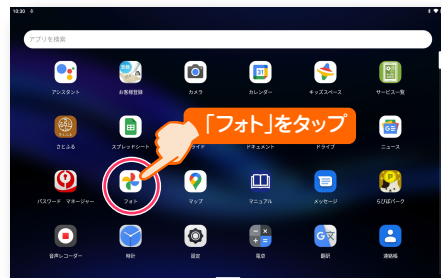 10:30
アプリを検索
アシスタント
お客様登録
カメラ
カレンダー
キッズスペース
サービス一覧
31
「フォト」をタップ
さとふる
スプレッドシート
ライド
ドキュメント
ドライブ
ニュース
パスワード マネージャー
フォト
マップ
マニュアル
メッセージ
らびぱーく
音声レコーダー
時計
設定
電卓
翻訳
連絡帳